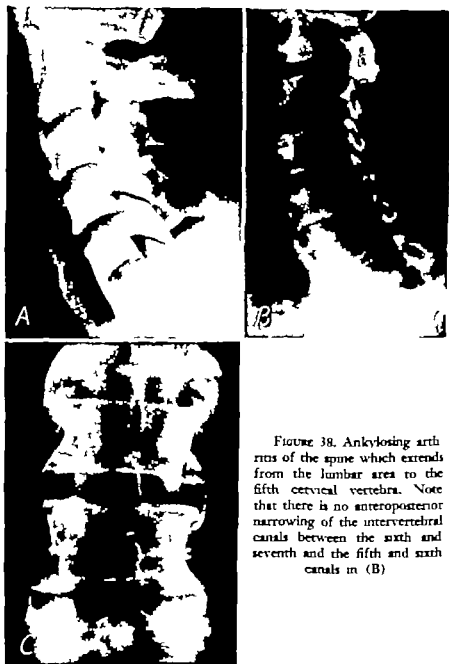 A
B
C
FIGURE 38. Ankylosing arth
ritis of the spine which extends
from the lumbar area to the
fifth cervical vertebra. Note
that there is no anteroposterior
narrowing of the intervertebral
canals between the sixth and
seventh and the fifth and sixth
canals in (B)